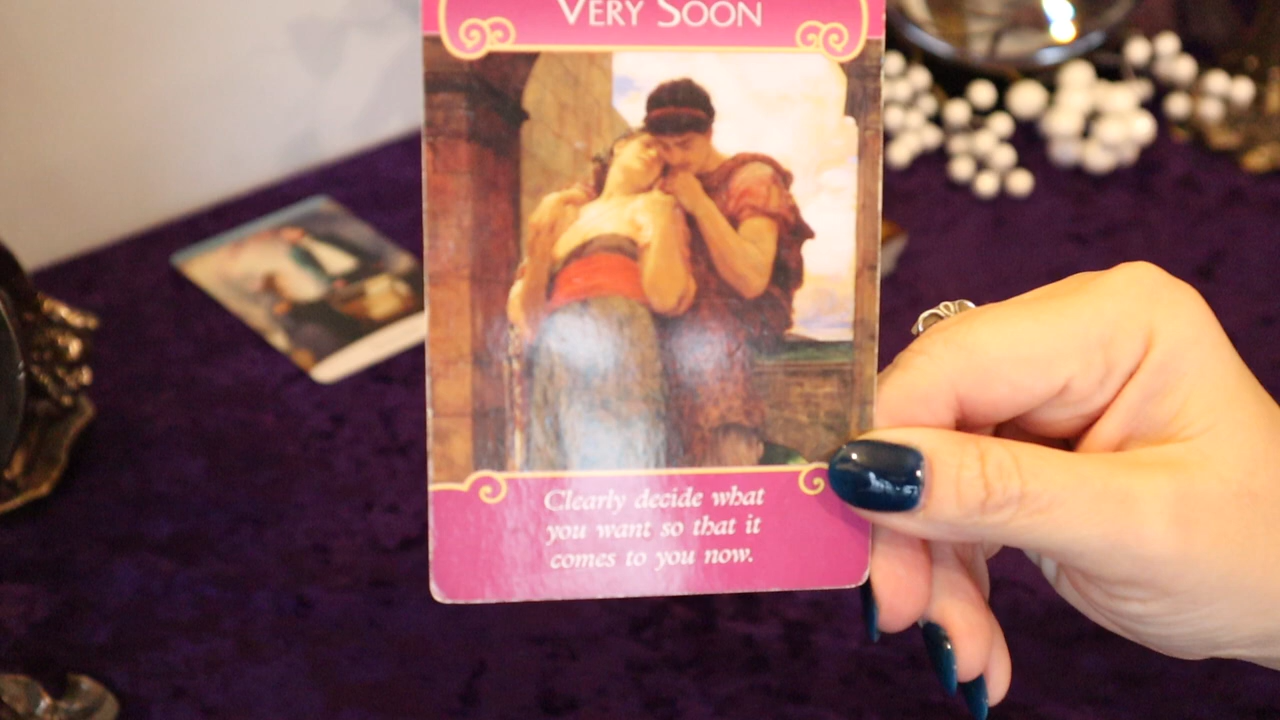 VERY SOON
Clearly decide what
you want so that it
comes to you now.